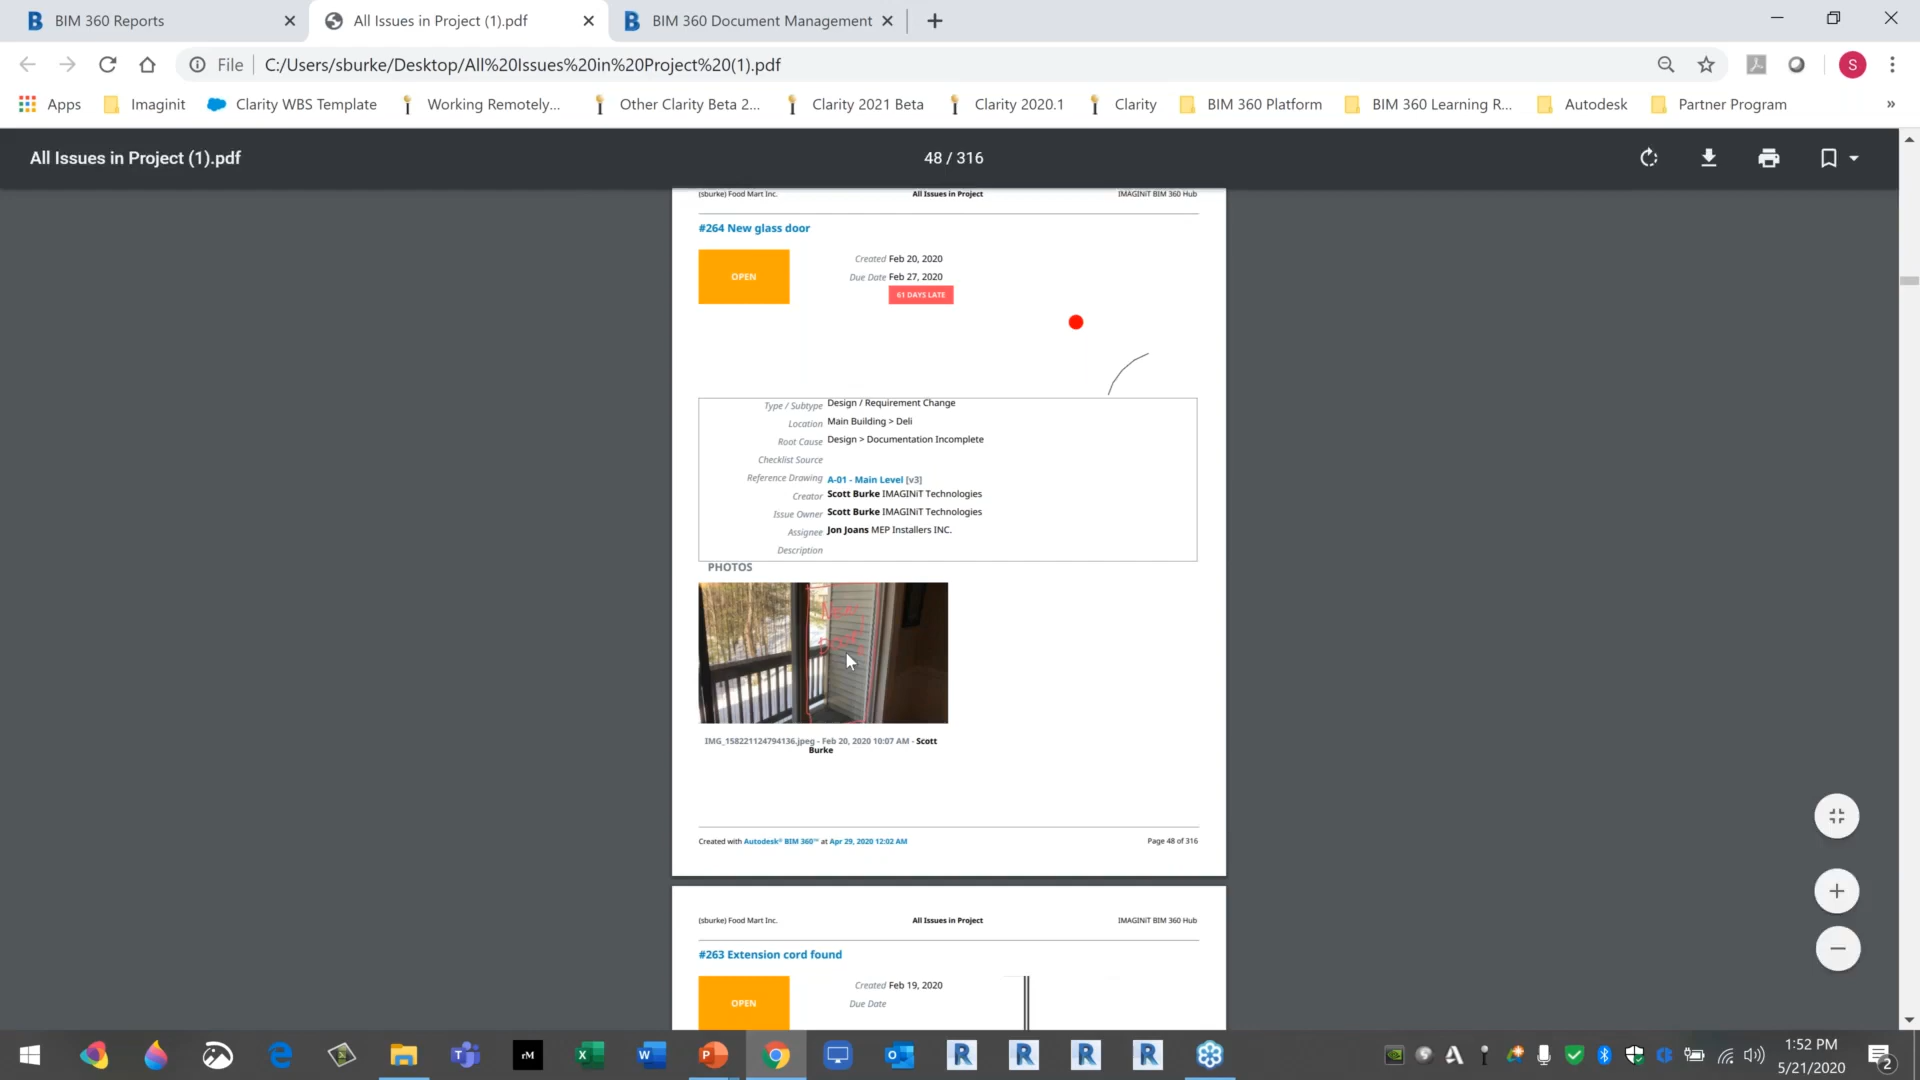 BIM 360 Reports
All Issues in Project (1).pdf
BIM 360 Document Management
File
C:/Users/sburke/Desktop/All%20Issues%20in%20Project%20(1).pdf
S
Apps
Imaginit
Clarity WBS Template
Working Remotely...
Other Clarity Beta 2...
Clarity 2021 Beta
Clarity 2020.1
Clarity
BIM 360 Platform
BIM 360 Learning R...
Autodesk
Partner Program
»
All Issues in Project (1).pdf
48 / 316
(sburke) Food Mart Inc.
All Issues in Project
IMAGINiT BIM 360 Hub
#264 New glass door
OPEN
Created Feb 20, 2020
Due Date Feb 27, 2020
61 DAYS LATE
Type / Subtype Design / Requirement Change
Location Main Building > Deli
Root Cause Design > Documentation Incomplete
Checklist Source
Reference Drawing A-01 - Main Level [v3]
Creator Scott Burke IMAGINiT Technologies
Issue Owner Scott Burke IMAGINiT Technologies
Assignee Jon Joans MEP Installers INC.
Description
PHOTOS
New
Door
IMG_158221124794136.jpeg - Feb 20, 2020 10:07 AM - Scott
Burke
Created with Autodesk® BIM 360™ at Apr 29, 2020 12:02 AM
Page 48 of 316
(sburke) Food Mart Inc.
All Issues in Project
IMAGINiT BIM 360 Hub
#263 Extension cord found
OPEN
Created Feb 19, 2020
Due Date
1:52 PM
5/21/2020
2